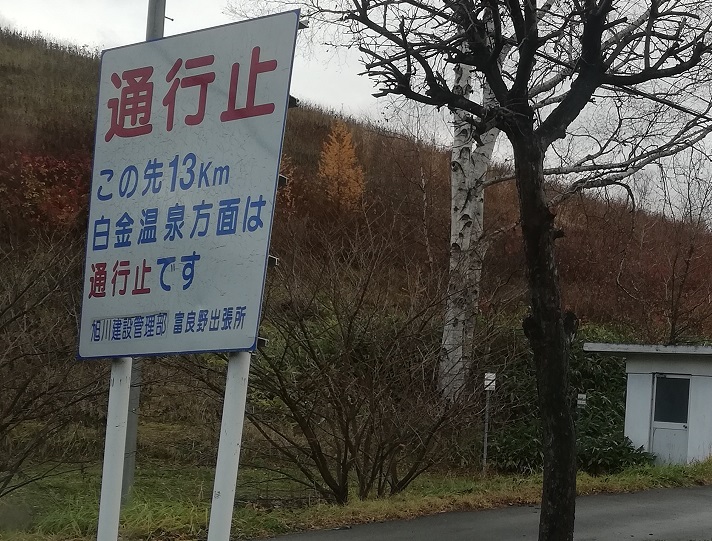 通行止
この先13Km
白金温泉方面は
通行止です
旭川建設管理部 富良野出張所